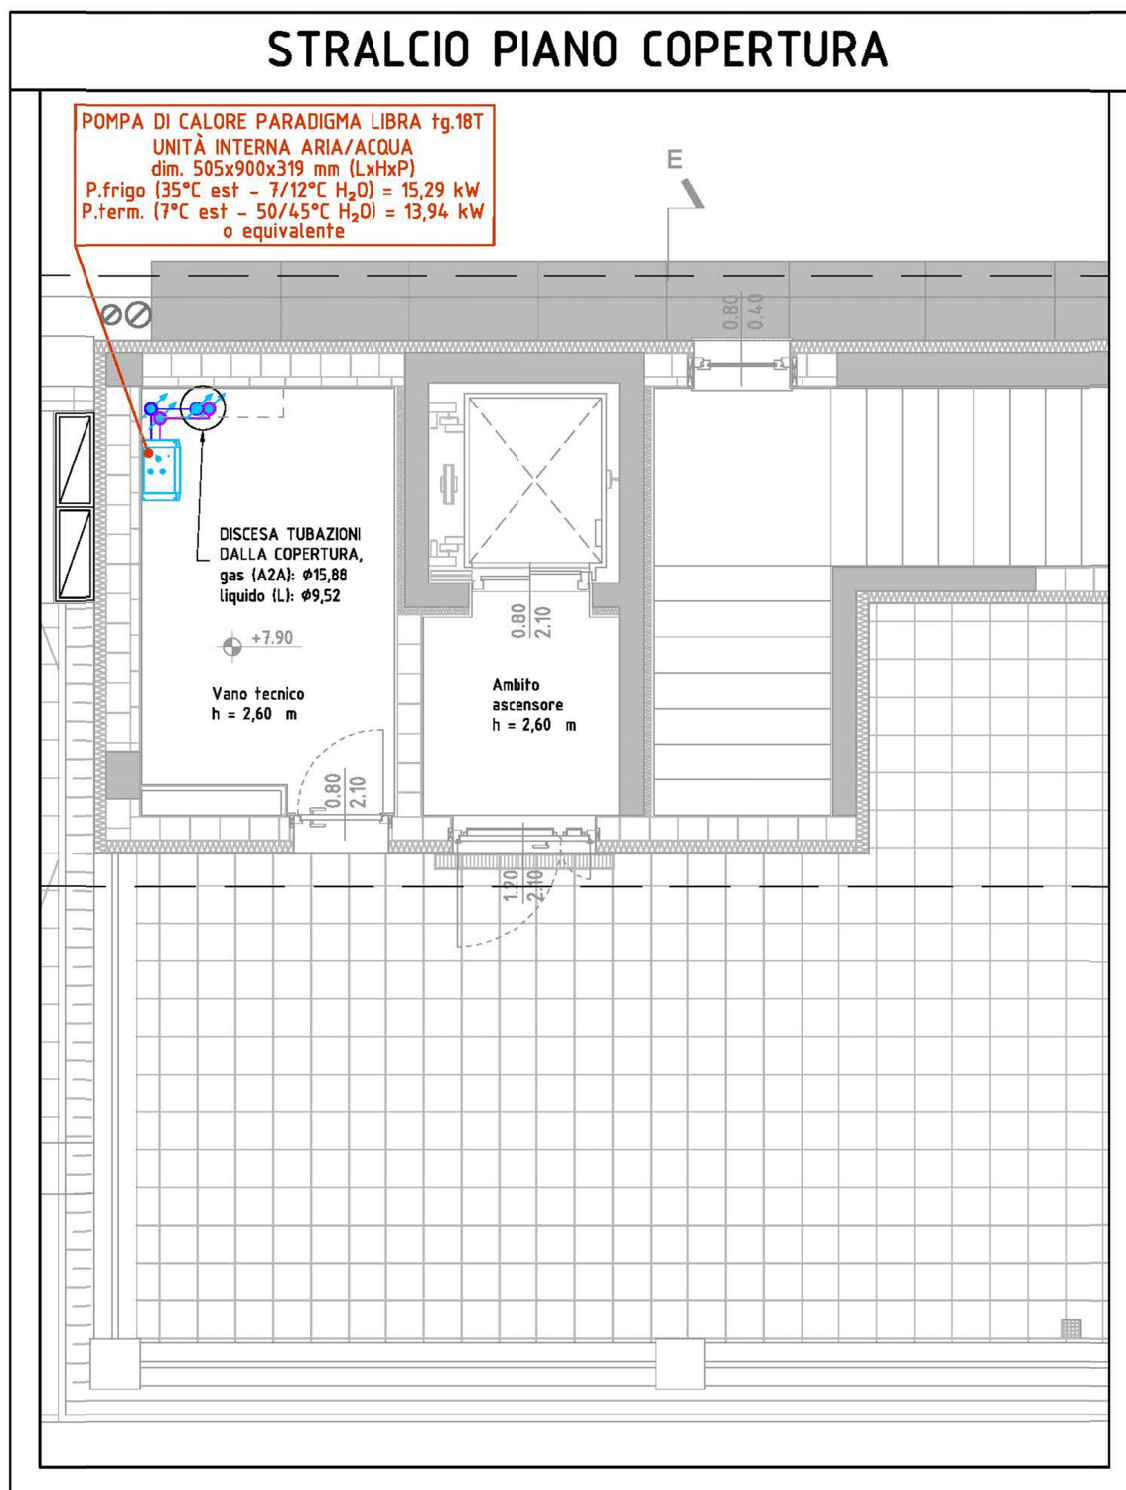 STRALCIO PIANO COPERTURA
POMPA DI CALORE PARADIGMA LIBRA tg.18T
UNITÀ INTERNA ARIA/ACQUA
dim. 505x900x319 mm (LxHxP)
P.frigo (35°C est - 7/12°C H₂O) = 15,29 kW
P.term. (7°C est - 50/45°C H₂O) = 13,94 kW
o equivalente
E
0.80
0.40
DISCESA TUBAZIONI
DALLA COPERTURA,
gas (A2A): ø15,88
liquido (L): ø9,52
+7.90
Vano tecnico
h = 2,60 m
0.80
2.10
Ambito
ascensore
h = 2,60 m
0.80
2.10
1.20
2.10